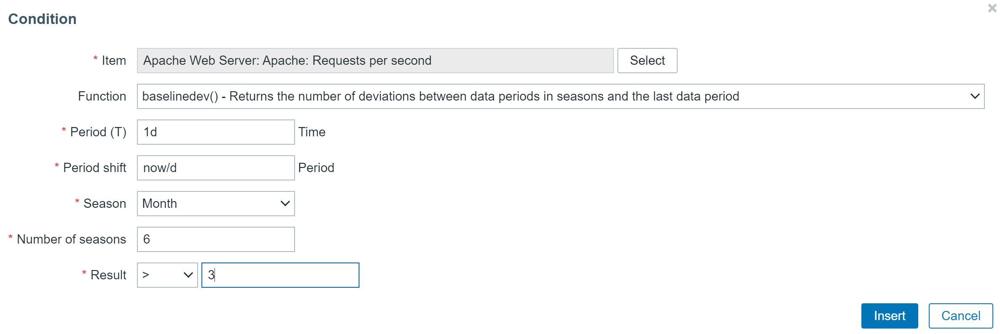 Condition
* Item Apache Web Server: Apache: Requests per second Select
Function baselinedev() - Returns the number of deviations between data periods in seasons and the last data period
* Period (T) 1d Time
* Period shift now/d Period
* Season Month
* Number of seasons 6
* Result > 3
Insert Cancel